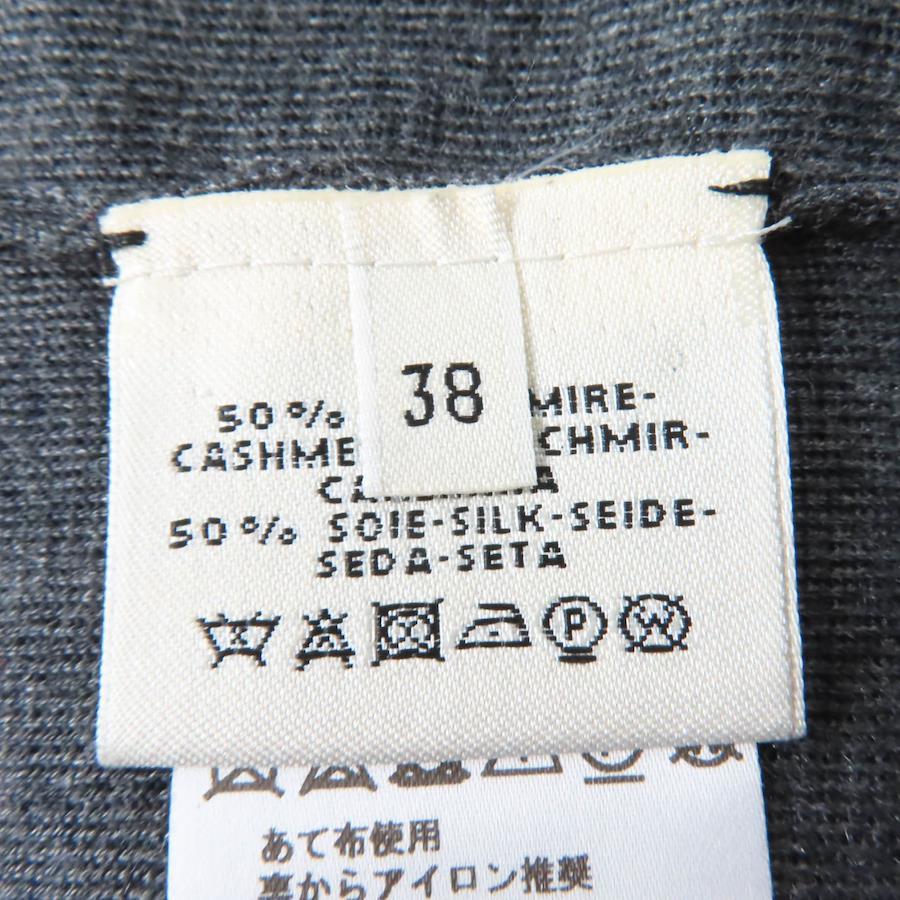 38
50% MIRE-
CASHME CHMIR-
50% SOIE-SILK-SEIDE-
SEDA-SETA
P W
あて布使用
裏からアイロン推奨